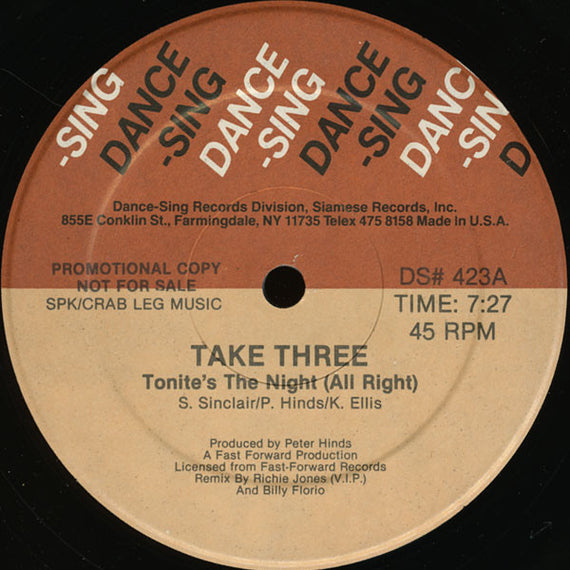 -SING
DANCE
-SING
DANCE
-SING
DANCE
-SING
DANCE
-SING
D
Dance-Sing Records Division, Siamese Records, Inc.
855E Conklin St., Farmingdale, NY 11735 Telex 475 8158 Made In U.S.A.
PROMOTIONAL COPY
NOT FOR SALE
SPK/CRAB LEG MUSIC
DS# 423A
TIME: 7:27
45 RPM
TAKE THREE
Tonite's The Night (All Right)
S. Sinclair/P. Hinds/K. Ellis
Produced by Peter Hinds
A Fast Forward Production
Licensed from Fast-Forward Records
Remix By Richie Jones (V.I.P.)
And Billy Florio